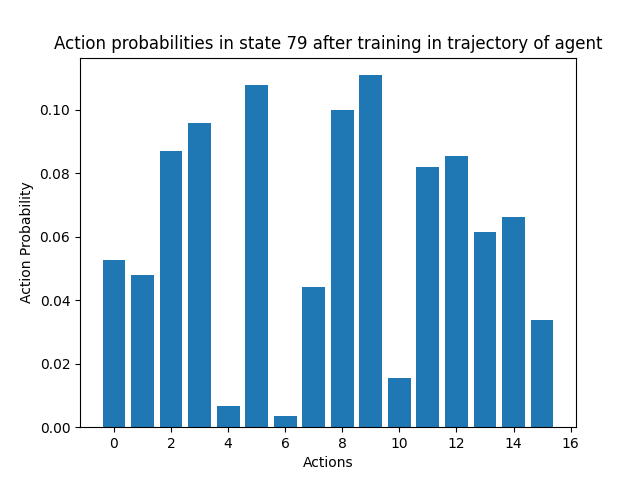 Action probabilities in state 79 after training in trajectory of agent
0.10
0.08
0.06
0.04
0.02
0.00
Action Probability
0 2 4 6 8 10 12 14 16
Actions